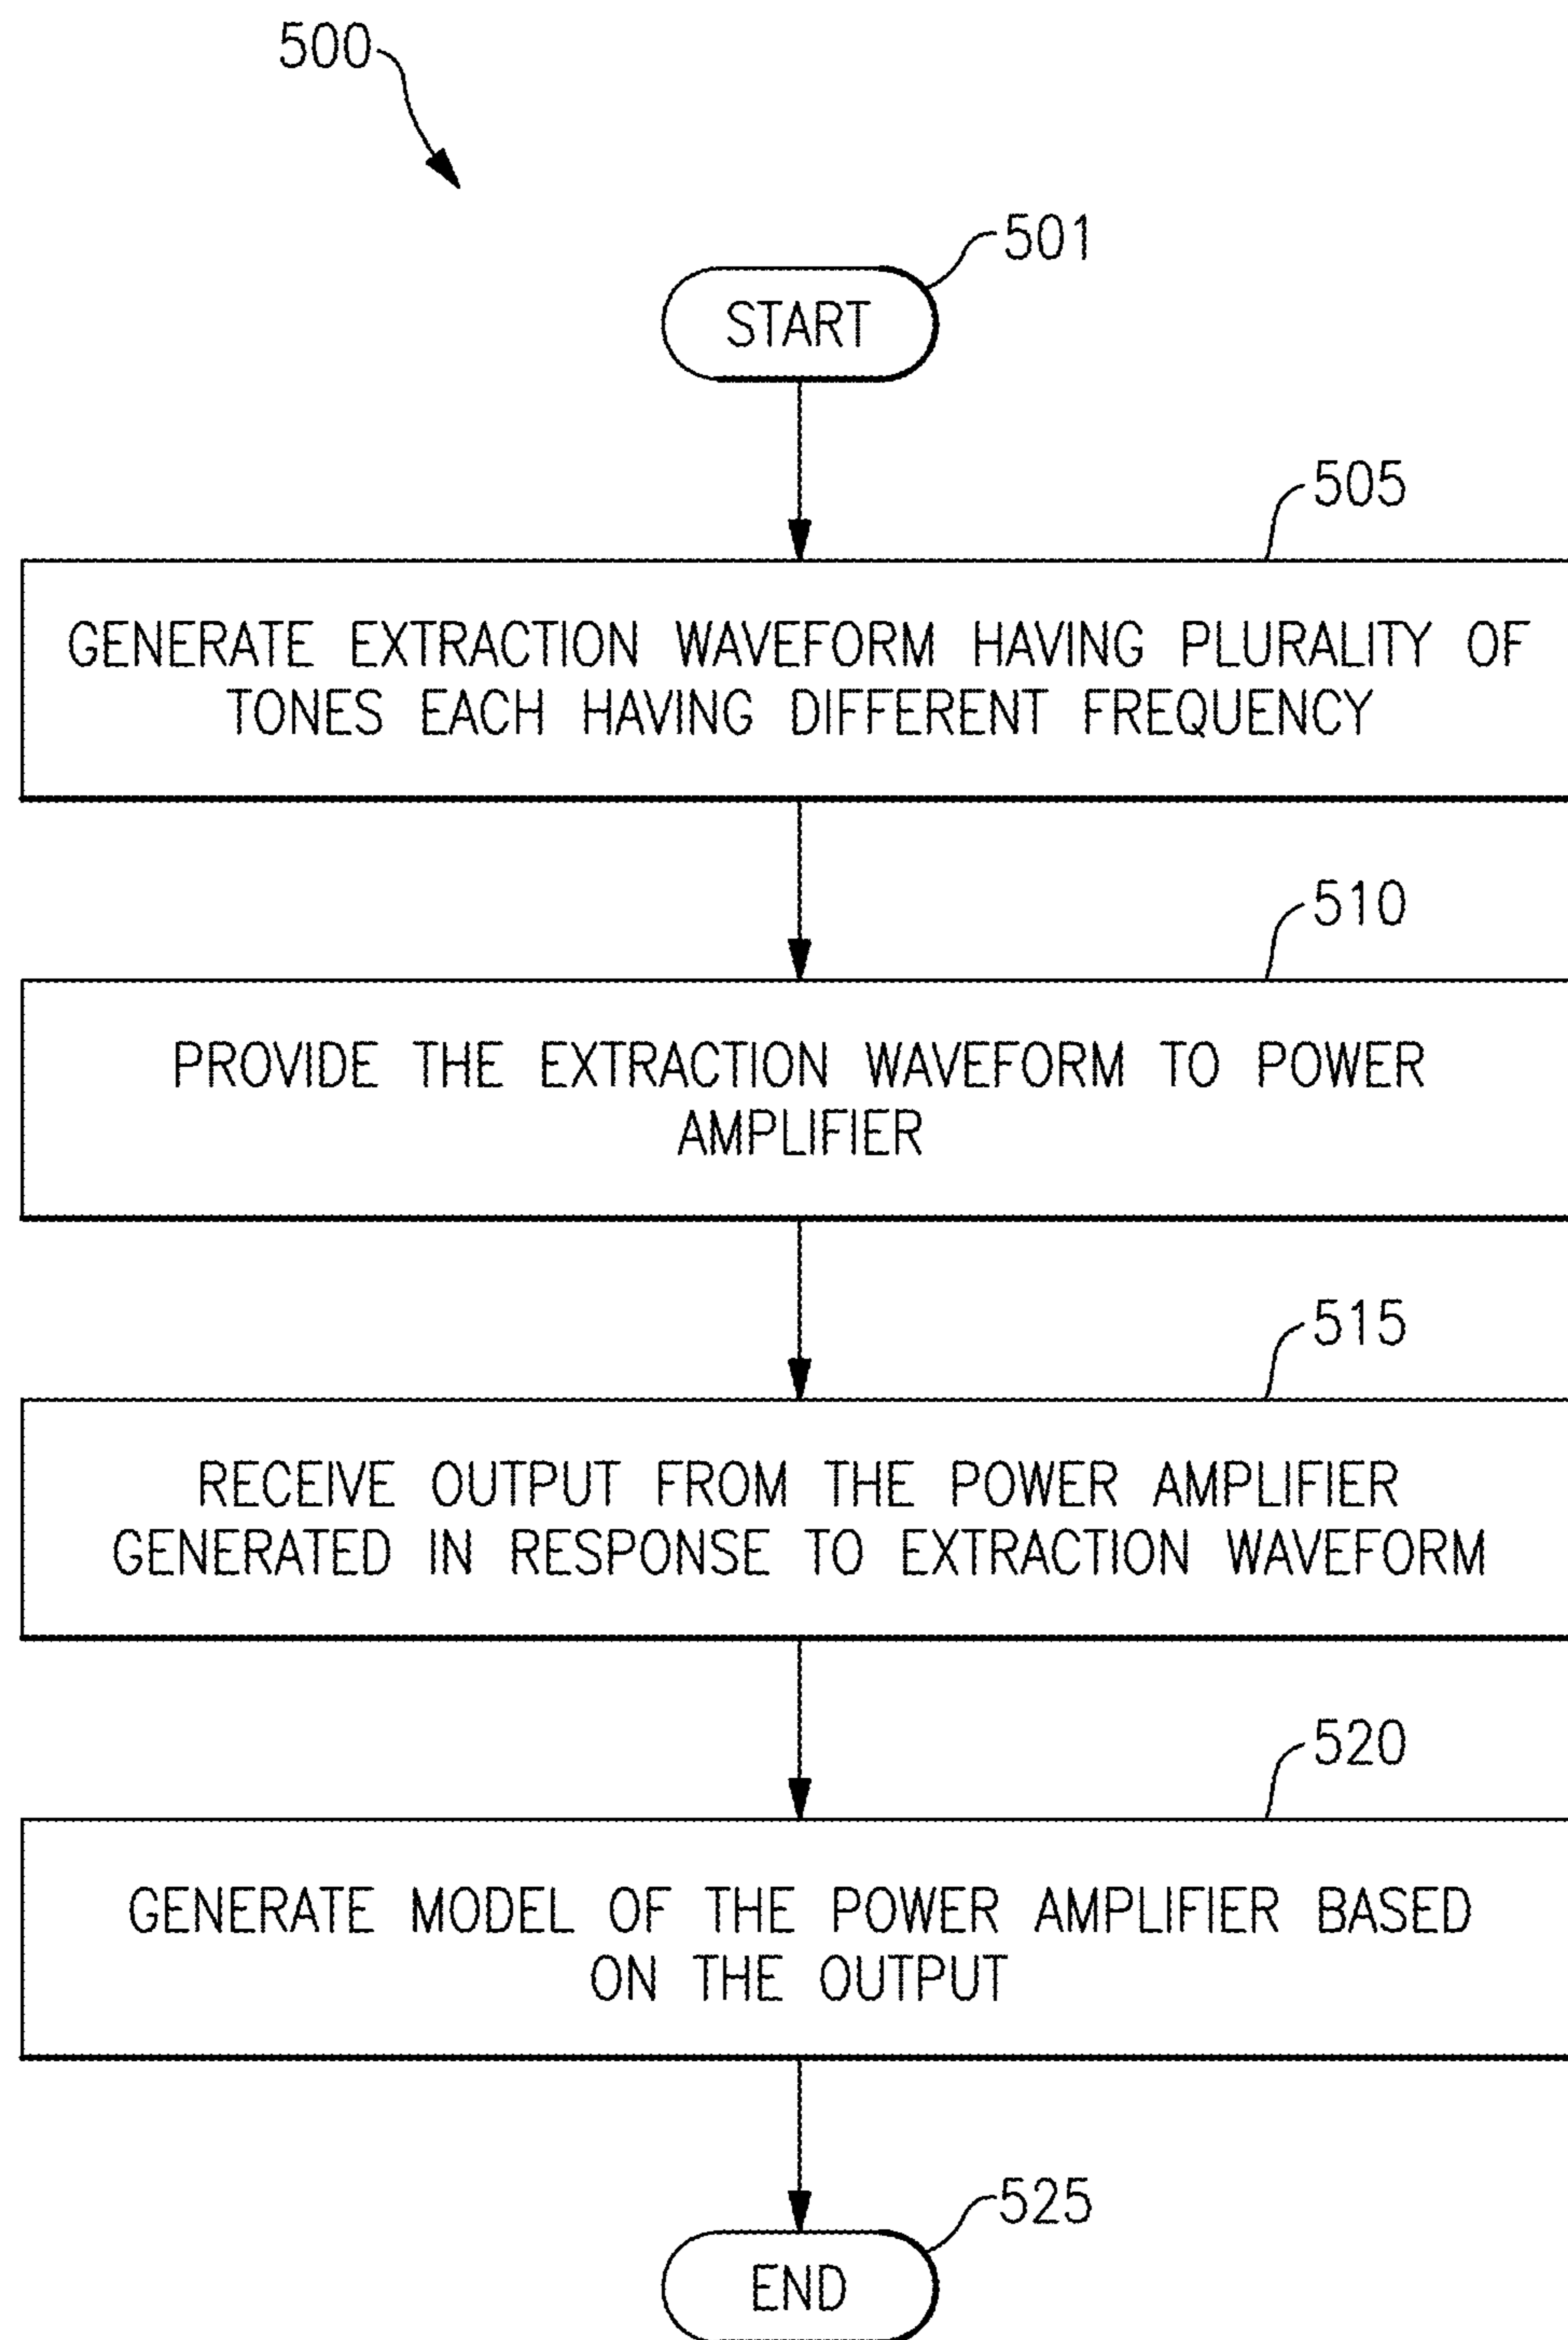 500
501
START
505
GENERATE EXTRACTION WAVEFORM HAVING PLURALITY OF
TONES EACH HAVING DIFFERENT FREQUENCY
510
PROVIDE THE EXTRACTION WAVEFORM TO POWER
AMPLIFIER
515
RECEIVE OUTPUT FROM THE POWER AMPLIFIER
GENERATED IN RESPONSE TO EXTRACTION WAVEFORM
520
GENERATE MODEL OF THE POWER AMPLIFIER BASED
ON THE OUTPUT
525
END